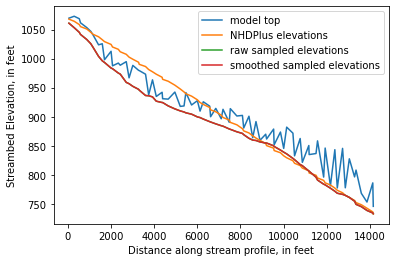 model top
NHDPlus elevations
raw sampled elevations
smoothed sampled elevations
Streambed Elevation, in feet
1050
1000
950
900
850
800
750
0 2000 4000 6000 8000 10000 12000 14000
Distance along stream profile, in feet